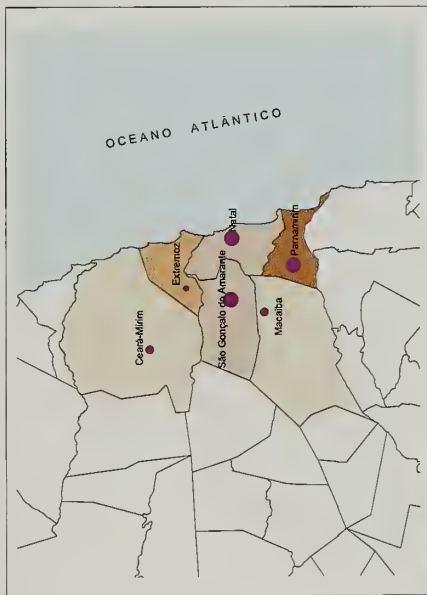 OCEANO ATLÂNTICO
Ceará-Mirim
Extremoz
Natal
São Gonçalo do Amarante
Parnamirim
Macaíba